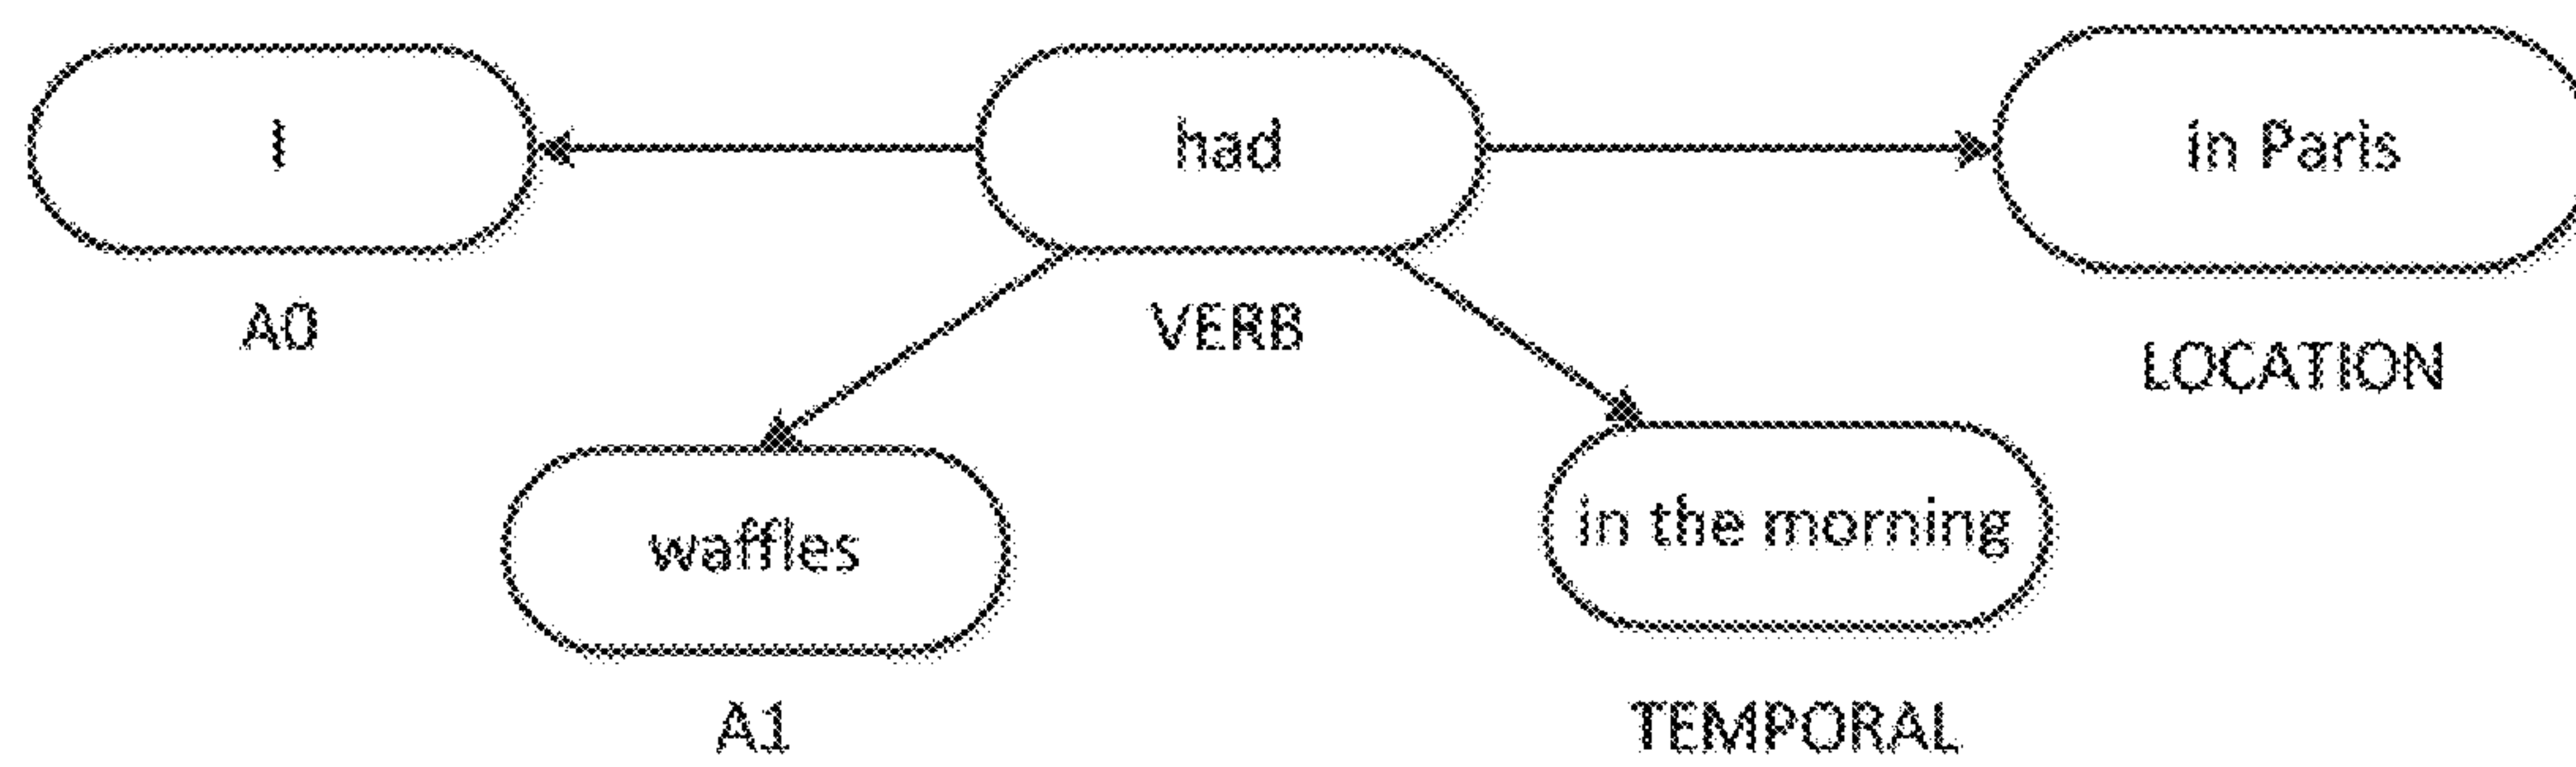 I
had
in Paris
A0
VERB
LOCATION
waffles
in the morning
A1
TEMPORAL